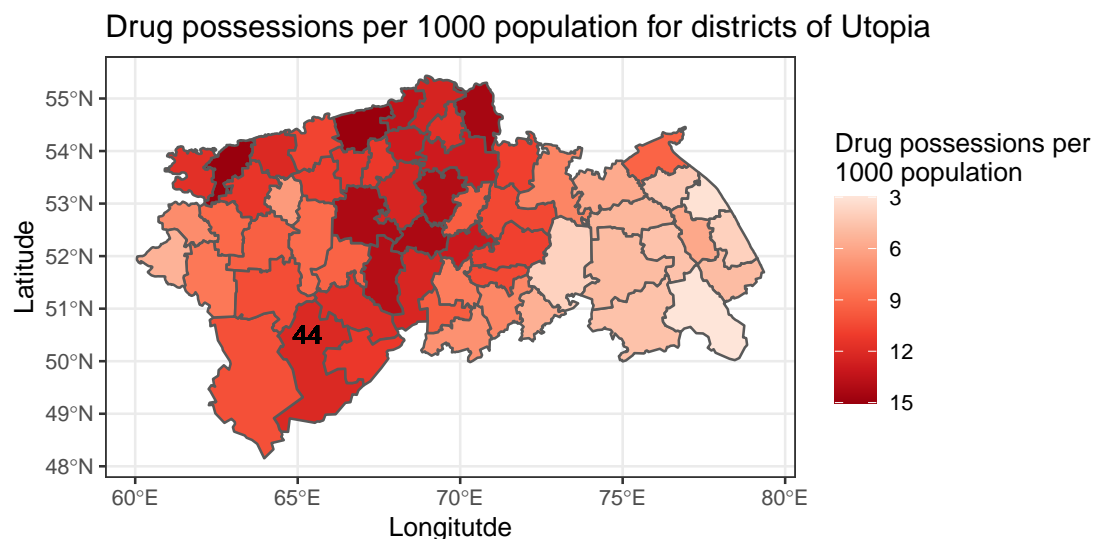 Drug possessions per 1000 population for districts of Utopia
55°N
54°N
53°N
52°N
51°N
50°N
49°N
48°N
Latitude
44
60°E
65°E
70°E
75°E
80°E
Longitutde
Drug possessions per
1000 population
3
6
9
12
15